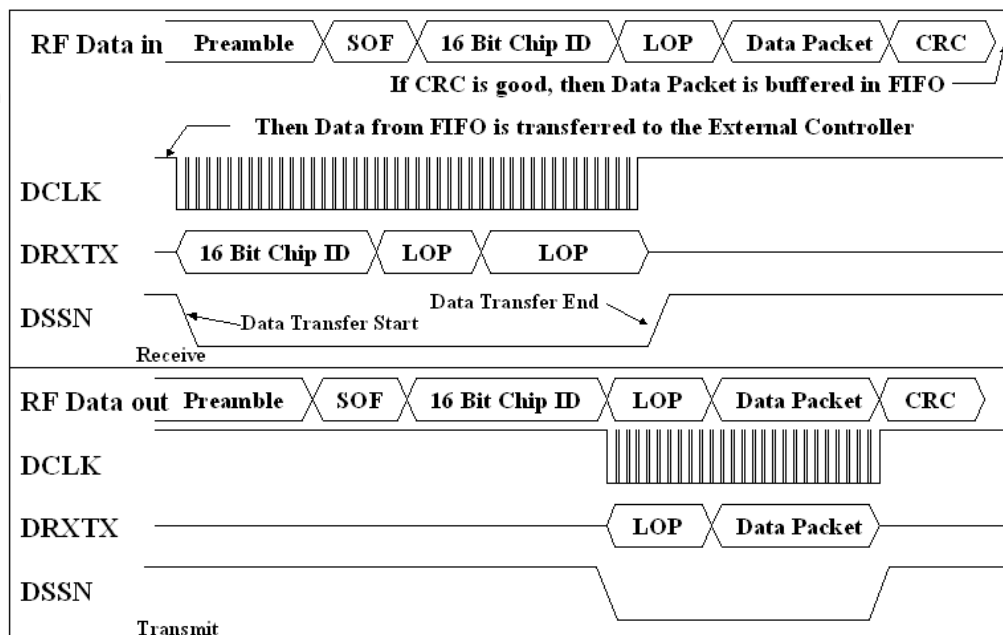 RF Data in Preamble SOF 16 Bit Chip ID LOP Data Packet CRC
If CRC is good, then Data Packet is buffered in FIFO
Then Data from FIFO is transferred to the External Controller
DCLK
DRXTX 16 Bit Chip ID LOP LOP
DSSN Data Transfer Start Data Transfer End
Receive
RF Data out Preamble SOF 16 Bit Chip ID LOP Data Packet CRC
DCLK
DRXTX LOP Data Packet
DSSN
Transmit